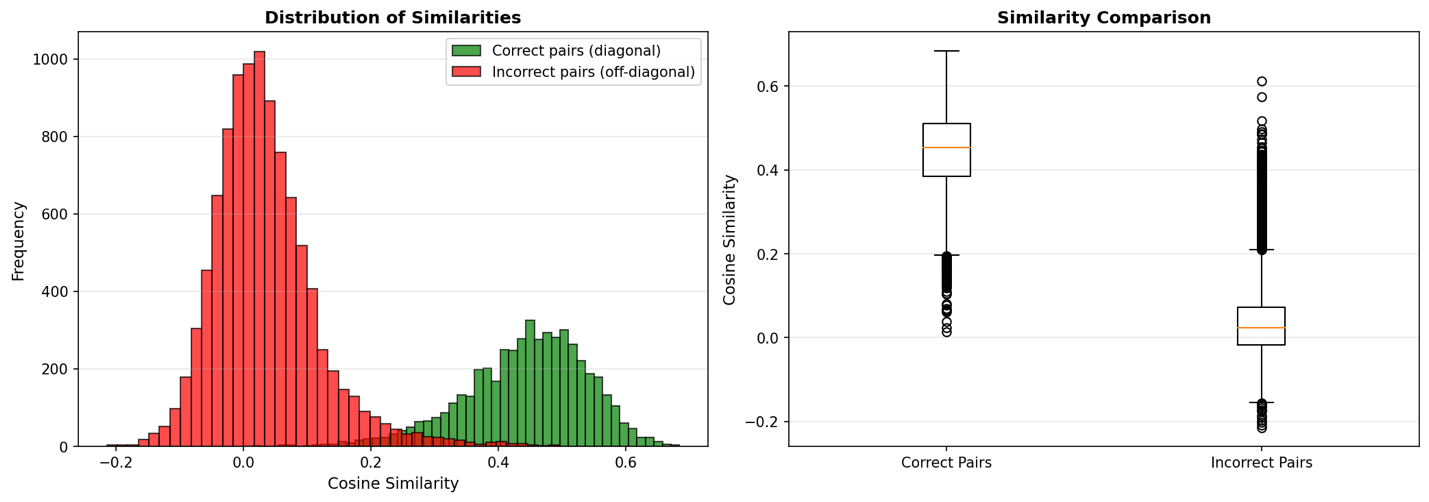 Distribution of Similarities
Correct pairs (diagonal)
Incorrect pairs (off-diagonal)
Frequency
1000
800
600
400
200
0
−0.2
0.0
0.2
0.4
0.6
Cosine Similarity
Similarity Comparison
Cosine Similarity
0.6
0.4
0.2
0.0
−0.2
Correct Pairs
Incorrect Pairs